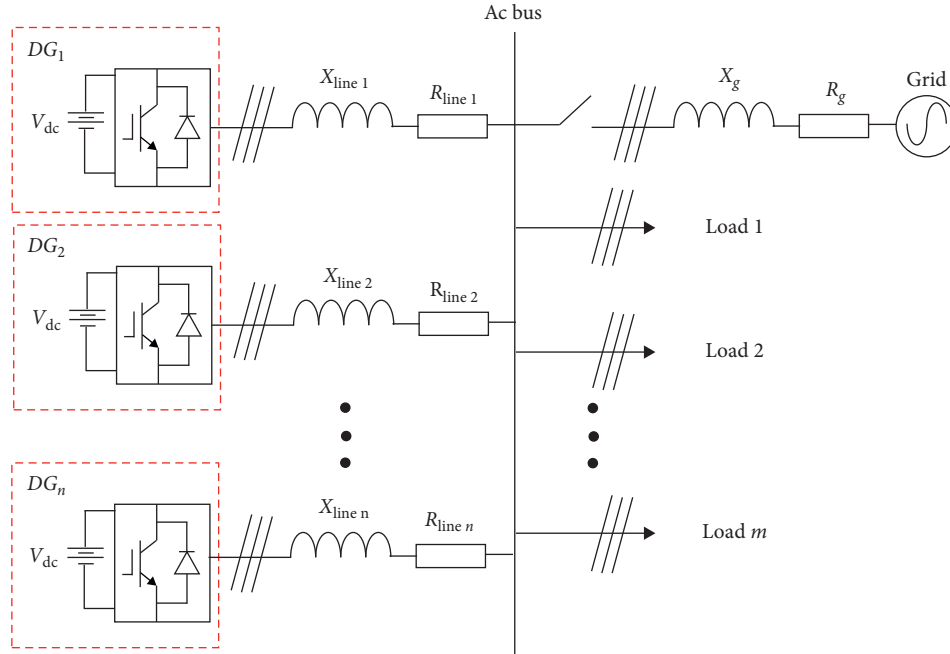 Ac bus
DG1
Vdc
Xline 1
Rline 1
Xg
Rg
Grid
Load 1
DG2
Vdc
Xline 2
Rline 2
Load 2
DGn
Vdc
Xline n
Rline n
Load m